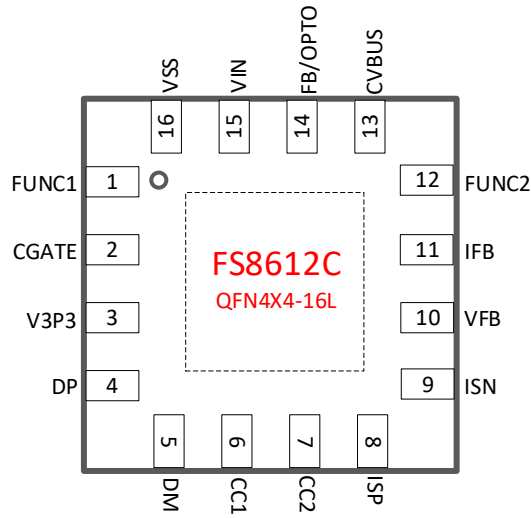 VSS
VIN
FB/OPTO
CVBUS
16
15
14
13
FUNC1
1
12
FUNC2
CGATE
2
FS8612C
11
IFB
QFN4X4-16L
V3P3
3
10
VFB
DP
4
9
ISN
5
6
7
8
DM
CC1
CC2
ISP